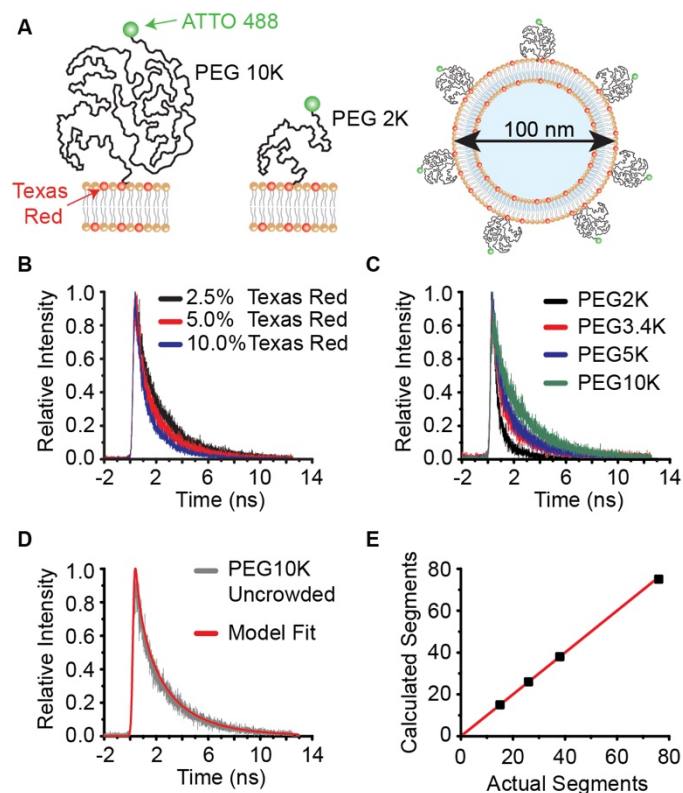 A
ATTO 488
PEG 10K
PEG 2K
Texas
Red
100 nm
B
Relative Intensity
1.0
0.8
0.6
0.4
0.2
0.0
2.5% Texas Red
5.0% Texas Red
10.0% Texas Red
-2 2 6 10 14
Time (ns)
C
Relative Intensity
1.0
0.8
0.6
0.4
0.2
0.0
PEG2K
PEG3.4K
PEG5K
PEG10K
-2 2 6 10 14
Time (ns)
D
Relative Intensity
1.0
0.8
0.6
0.4
0.2
0.0
PEG10K
Uncrowded
Model Fit
-2 2 6 10 14
Time (ns)
E
Calculated Segments
80
60
40
20
0
0 20 40 60 80
Actual Segments